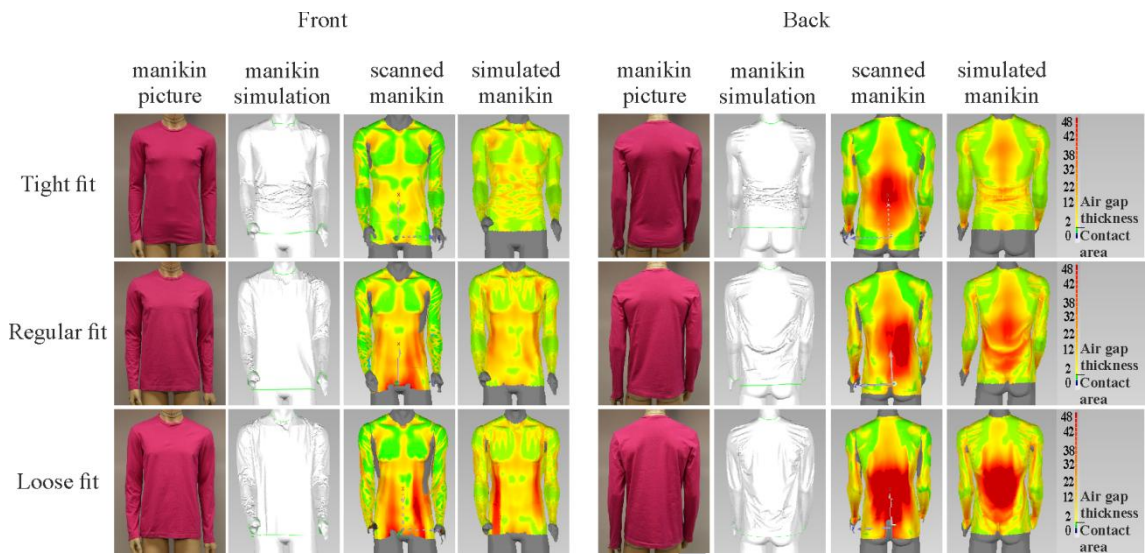 Front Back
manikin picture manikin simulation scanned manikin simulated manikin manikin picture manikin simulation scanned manikin simulated manikin
Tight fit
48
42
38
32
22
12
2
0
Air gap
thickness
Contact
area
Regular fit
48
42
38
32
22
12
2
0
Air gap
thickness
Contact
area
Loose fit
48
42
38
32
22
12
2
0
Air gap
thickness
Contact
area